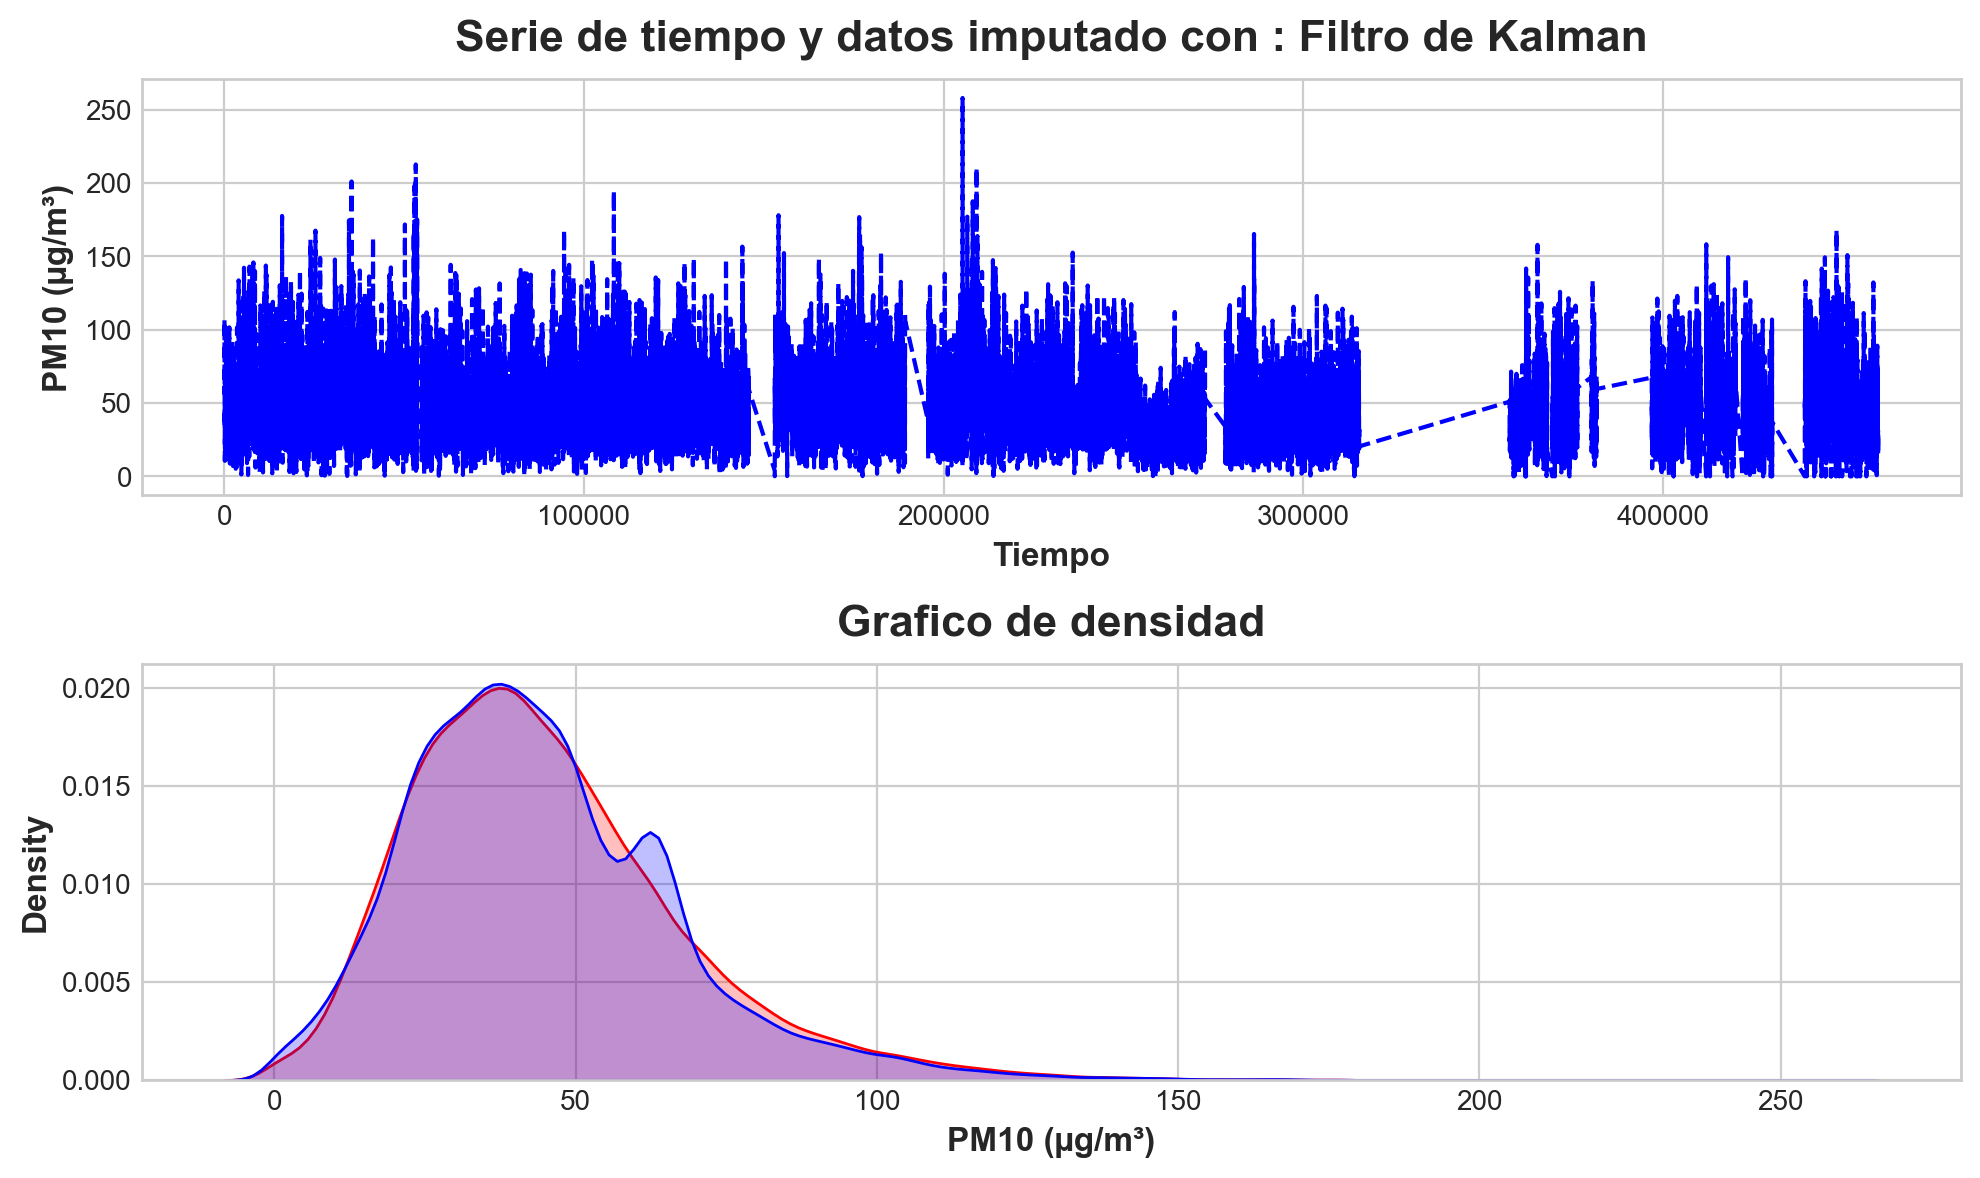 Serie de tiempo y datos imputado con : Filtro de Kalman
250
200
150
100
50
0
PM10 (µg/m³)
0 100000 200000 300000 400000
Tiempo
Grafico de densidad
0.020
0.015
0.010
0.005
0.000
Density
0 50 100 150 200 250
PM10 (µg/m³)